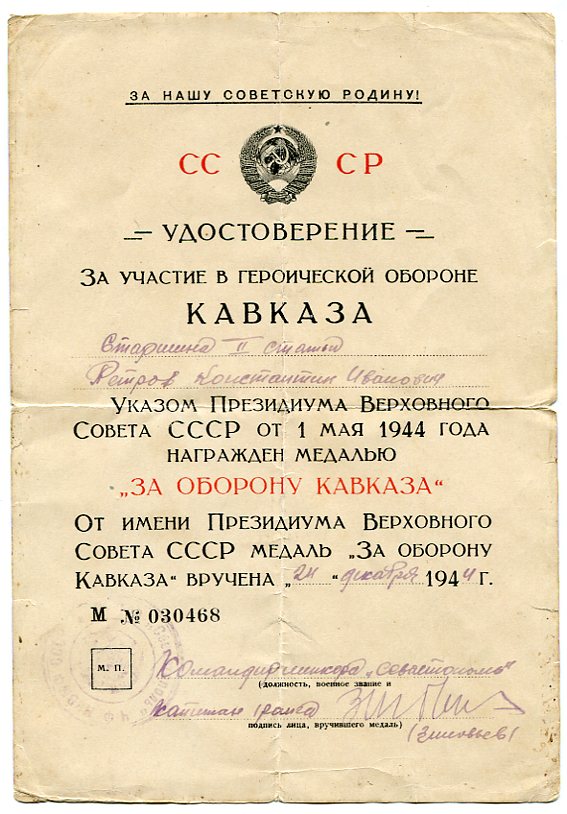 ЗА НАШУ СОВЕТСКУЮ РОДИНУ!
СС СР
УДОСТОВЕРЕНИЕ
ЗА УЧАСТИЕ В ГЕРОИЧЕСКОЙ ОБОРОНЕ
КАВКАЗА
Старшина II статьи
Петров Константин Иванович
УКАЗОМ ПРЕЗИДИУМА ВЕРХОВНОГО
СОВЕТА СССР ОТ 1 МАЯ 1944 ГОДА
НАГРАЖДЕН МЕДАЛЬЮ
„ЗА ОБОРОНУ КАВКАЗА“
ОТ ИМЕНИ ПРЕЗИДИУМА ВЕРХОВНОГО
СОВЕТА СССР МЕДАЛЬ „ЗА ОБОРОНУ
КАВКАЗА“ ВРУЧЕНА „24“ декабря 1944 Г.
М № 030468
М. П.
Командир линкора „Севастополь“
(должность, военное звание и
капитан I ранга
подпись лица, вручившего медаль)
(Зиновьев)